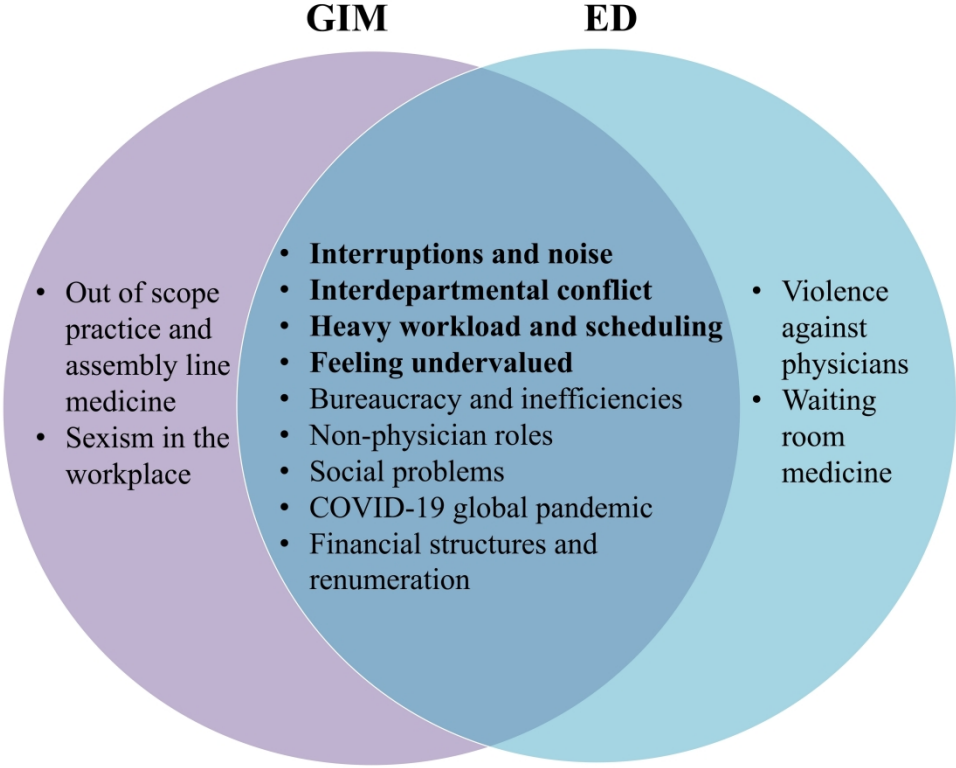 GIM
ED
• Out of scope
practice and
assembly line
medicine
• Sexism in the
workplace
• Interruptions and noise
• Interdepartmental conflict
• Heavy workload and scheduling
• Feeling undervalued
• Bureaucracy and inefficiencies
• Non-physician roles
• Social problems
• COVID-19 global pandemic
• Financial structures and
renumeration
• Violence
against
physicians
• Waiting
room
medicine